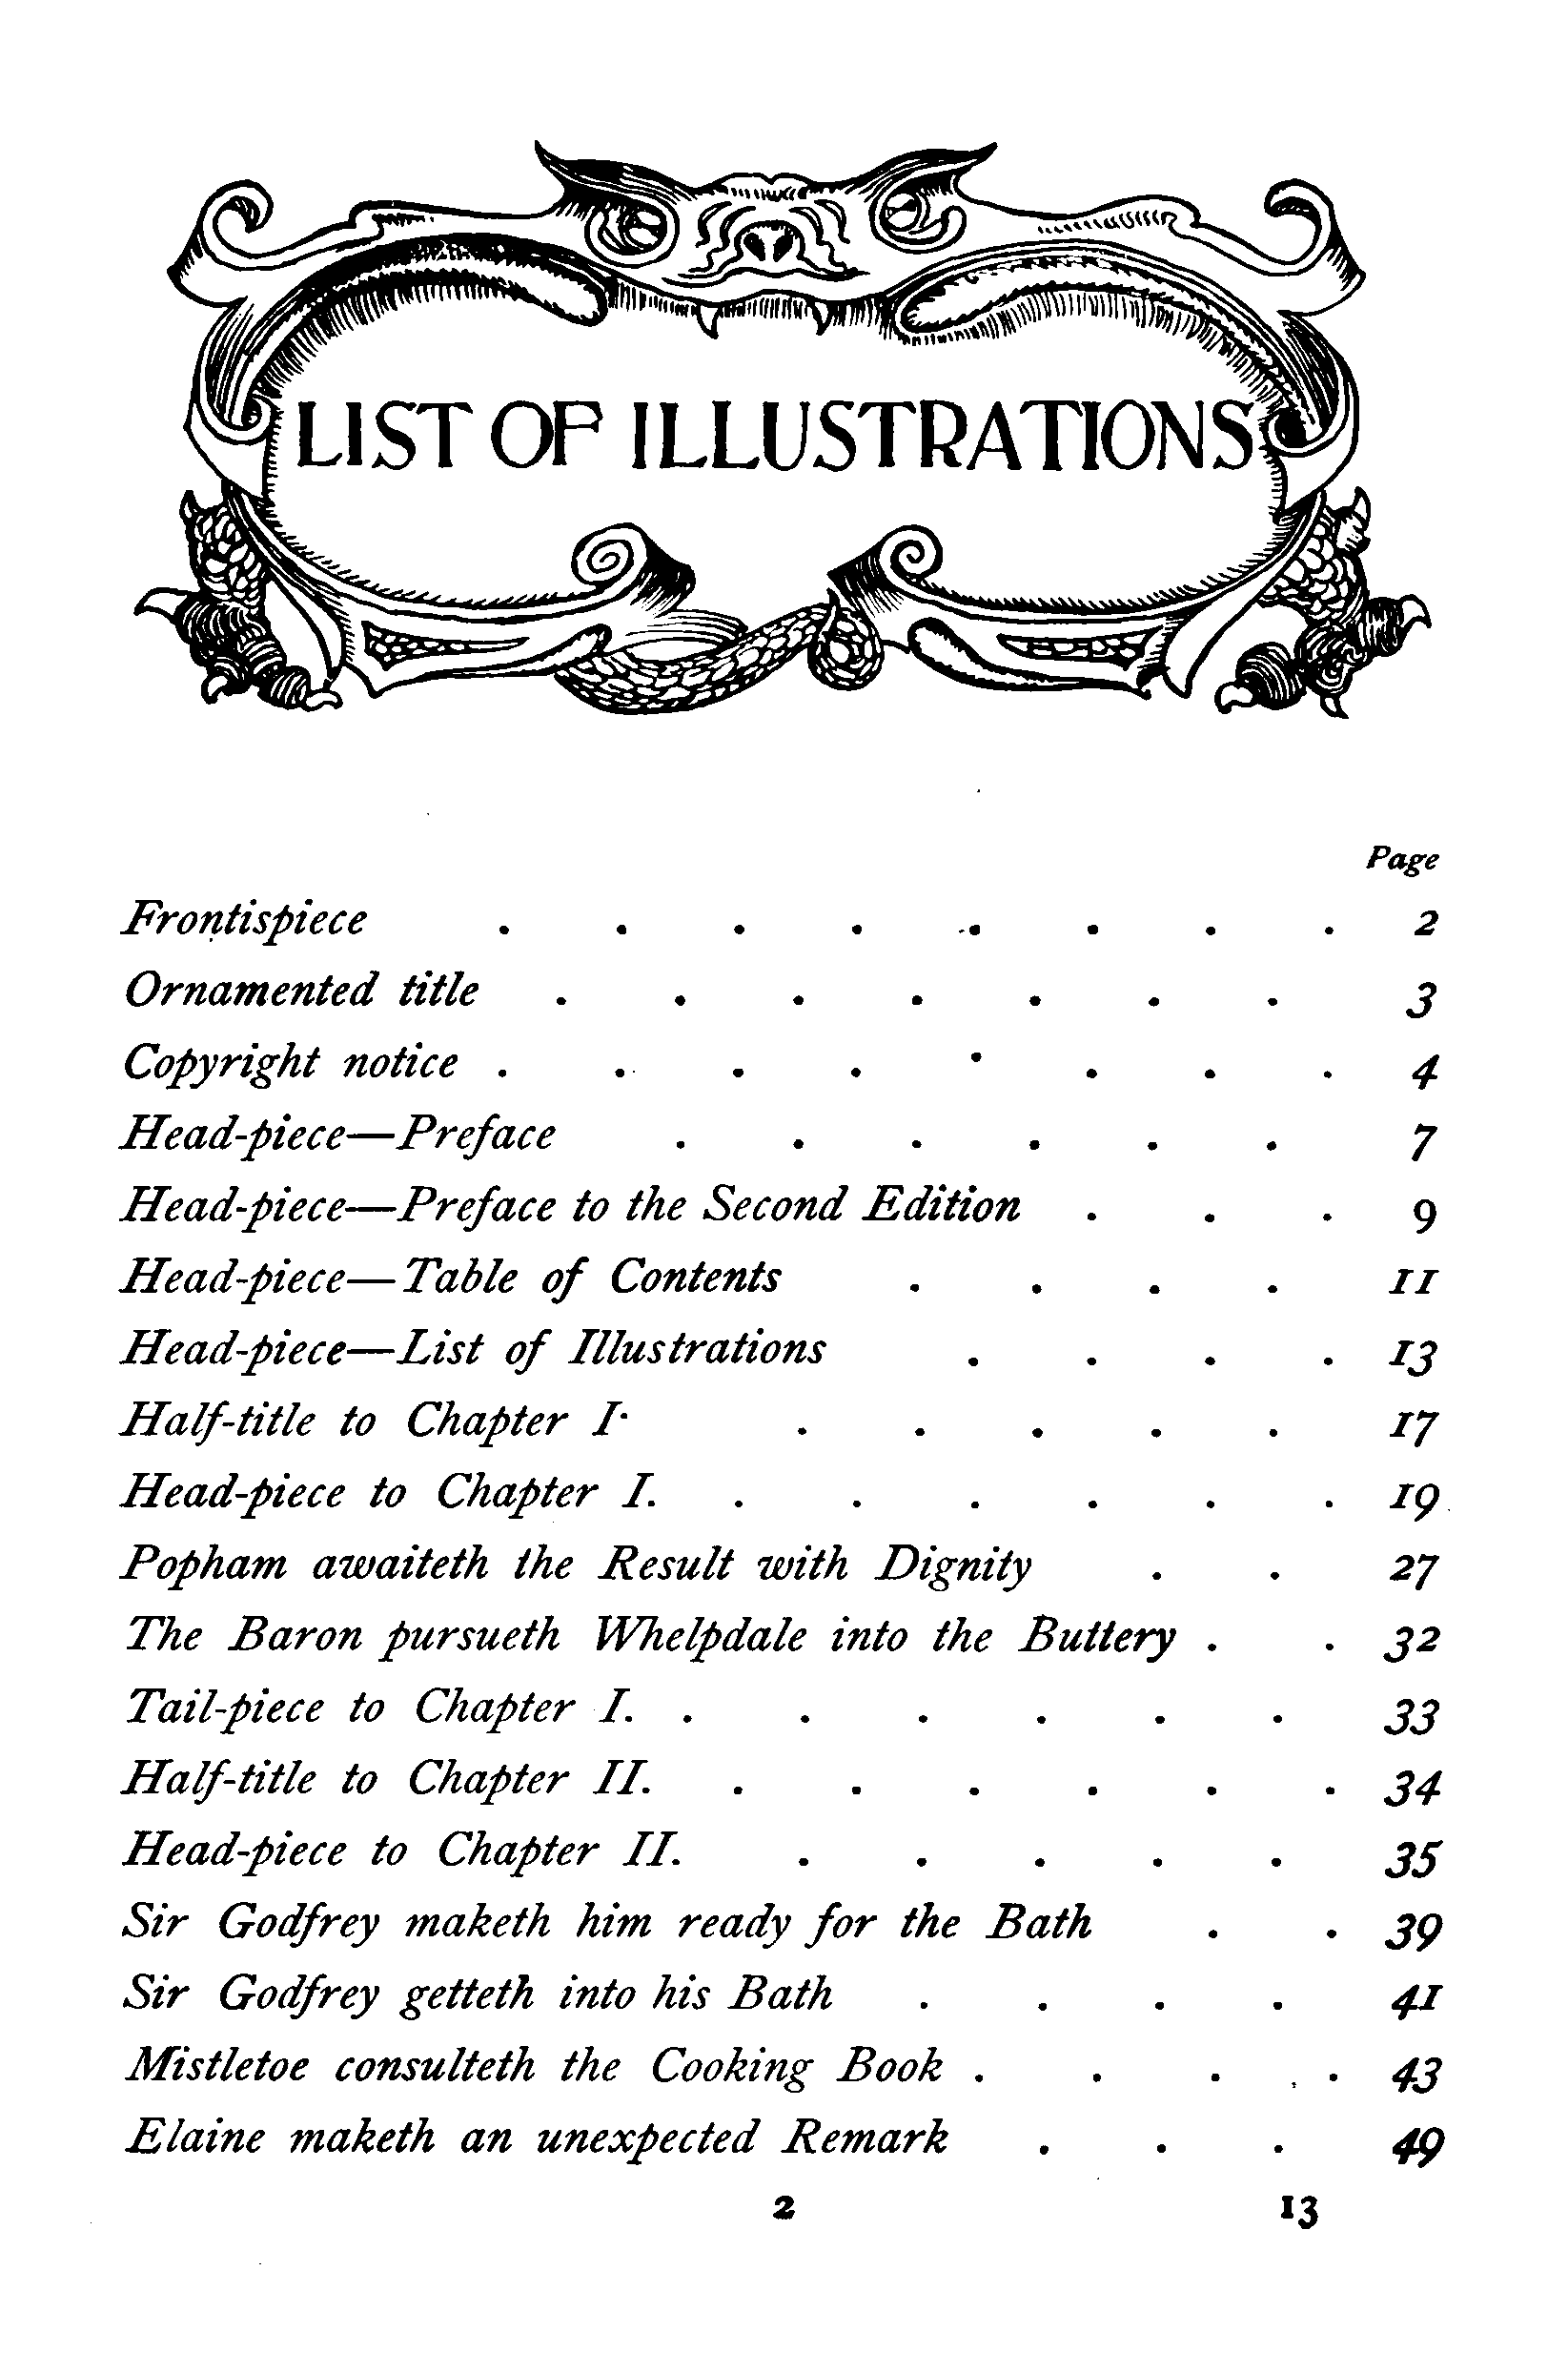 LIST OF ILLUSTRATIONS
Page
Frontispiece . . . . . . . . 2
Ornamented title . . . . . . . 3
Copyright notice . . . . . . . . 4
Head-piece—Preface . . . . . . 7
Head-piece—Preface to the Second Edition . . . 9
Head-piece—Table of Contents . . . . 11
Head-piece—List of Illustrations . . . . 13
Half-title to Chapter I. . . . . . 17
Head-piece to Chapter I. . . . . . . 19
Popham awaiteth the Result with Dignity . . 27
The Baron pursueth Whelpdale into the Buttery . . 32
Tail-piece to Chapter I. . . . . . . 33
Half-title to Chapter II. . . . . . . 34
Head-piece to Chapter II. . . . . . 35
Sir Godfrey maketh him ready for the Bath . . 39
Sir Godfrey getteth into his Bath . . . . 41
Mistletoe consulteth the Cooking Book . . . . 43
Elaine maketh an unexpected Remark . . . 49
2 13